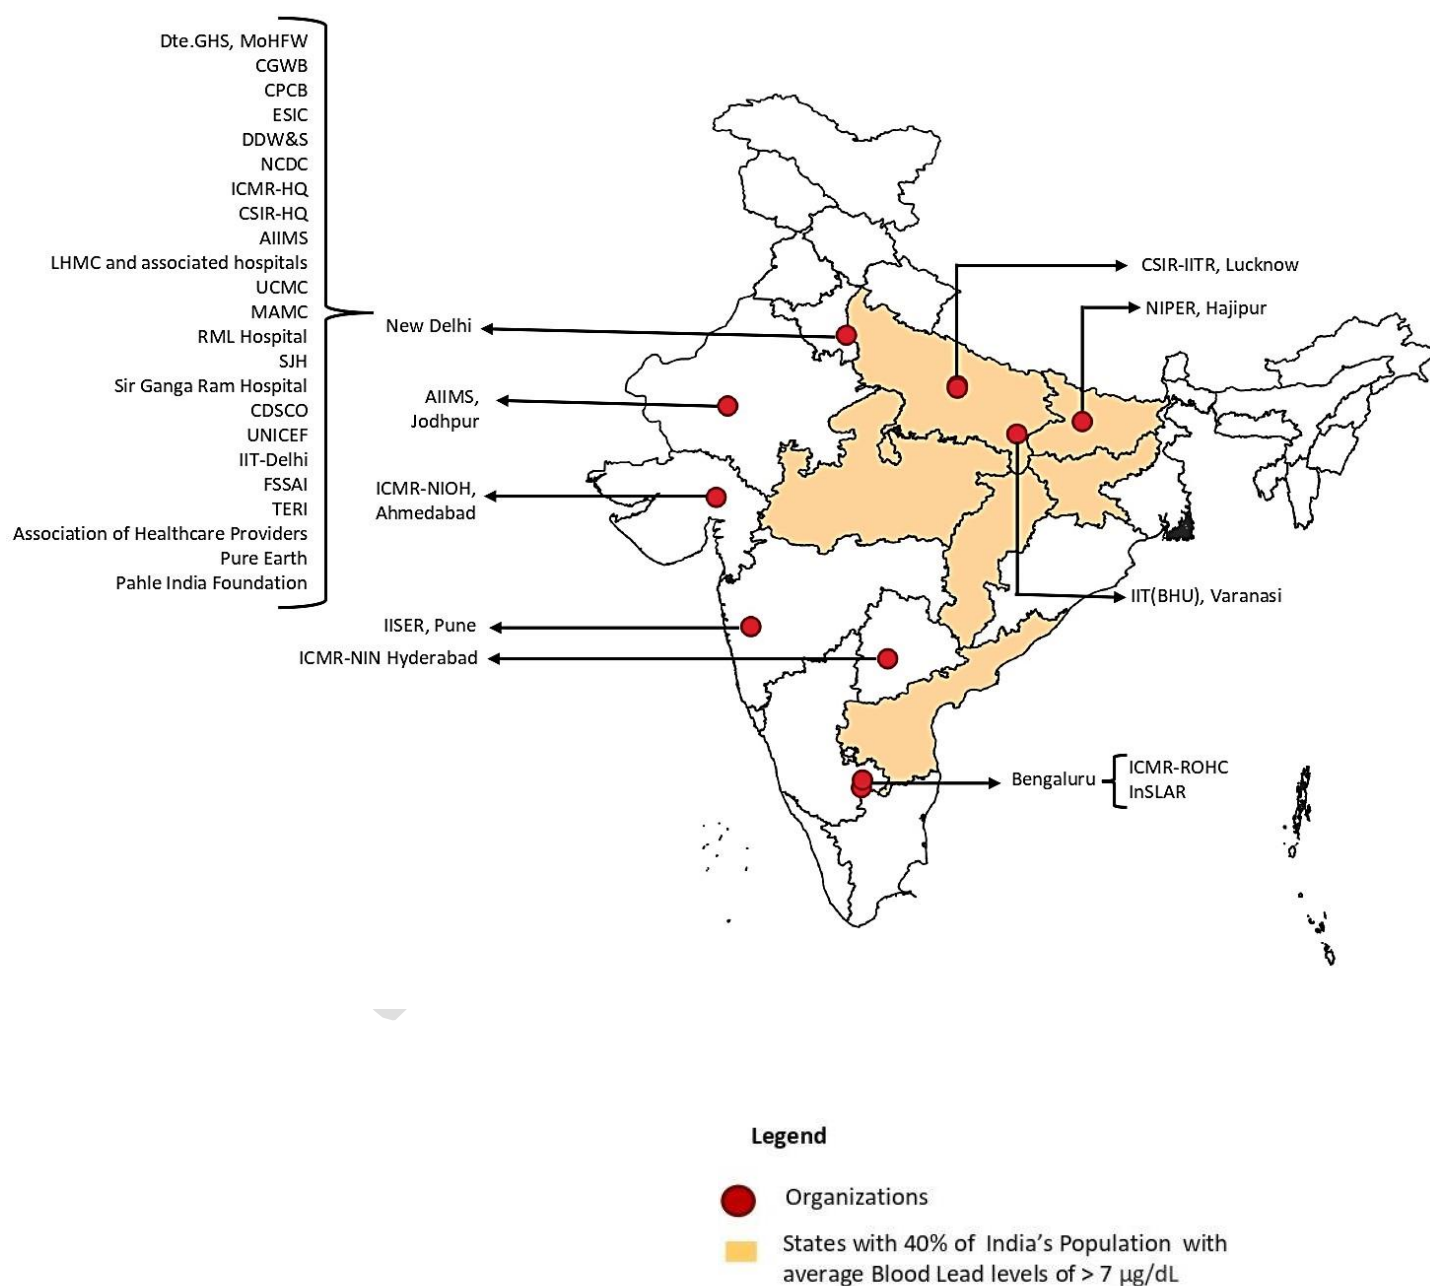 Dte.GHS, MoHFW
CGWB
CPCB
ESIC
DDW&S
NCDC
ICMR-HQ
CSIR-HQ
AIIMS
LHMC and associated hospitals
UCMC
MAMC
RML Hospital
SJH
Sir Ganga Ram Hospital
CDSCO
UNICEF
IIT-Delhi
FSSAI
TERI
Association of Healthcare Providers
Pure Earth
Pahle India Foundation
New Delhi
AIIMS,
Jodhpur
ICMR-NIOH,
Ahmedabad
IISER, Pune
ICMR-NIN Hyderabad
CSIR-IITR, Lucknow
NIPER, Hajipur
IIT(BHU), Varanasi
Bengaluru
ICMR-ROHC
InSLAR
Legend
Organizations
States with 40% of India's Population with
average Blood Lead levels of > 7 µg/dL